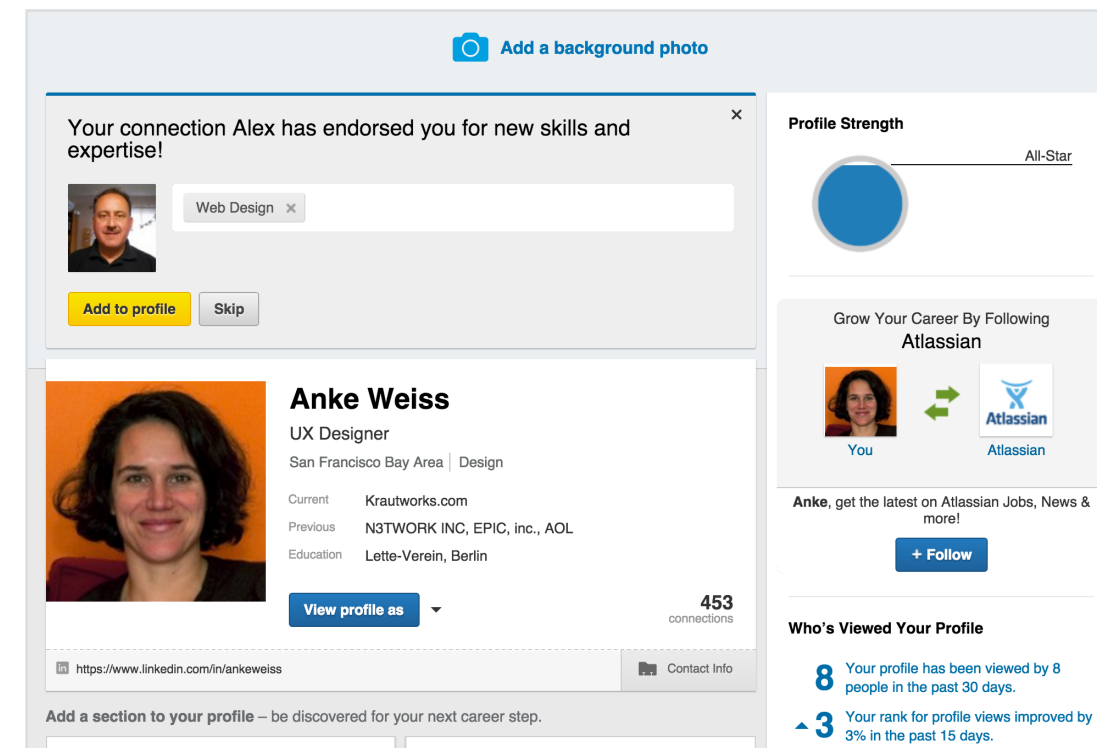 Add a background photo
Your connection Alex has endorsed you for new skills and
expertise!
Web Design
Add to profile
Skip
Anke Weiss
UX Designer
San Francisco Bay Area
Design
Current
Krautworks.com
Previous
N3TWORK INC, EPIC, inc., AOL
Education
Lette-Verein, Berlin
View profile as
453
connections
in
https://www.linkedin.com/in/ankeweiss
Contact Info
Add a section to your profile – be discovered for your next career step.
Profile Strength
All-Star
Grow Your Career By Following
Atlassian
Atlassian
You
Atlassian
Anke, get the latest on Atlassian Jobs, News &
more!
+ Follow
Who's Viewed Your Profile
8
Your profile has been viewed by 8
people in the past 30 days.
3
Your rank for profile views improved by
3% in the past 15 days.